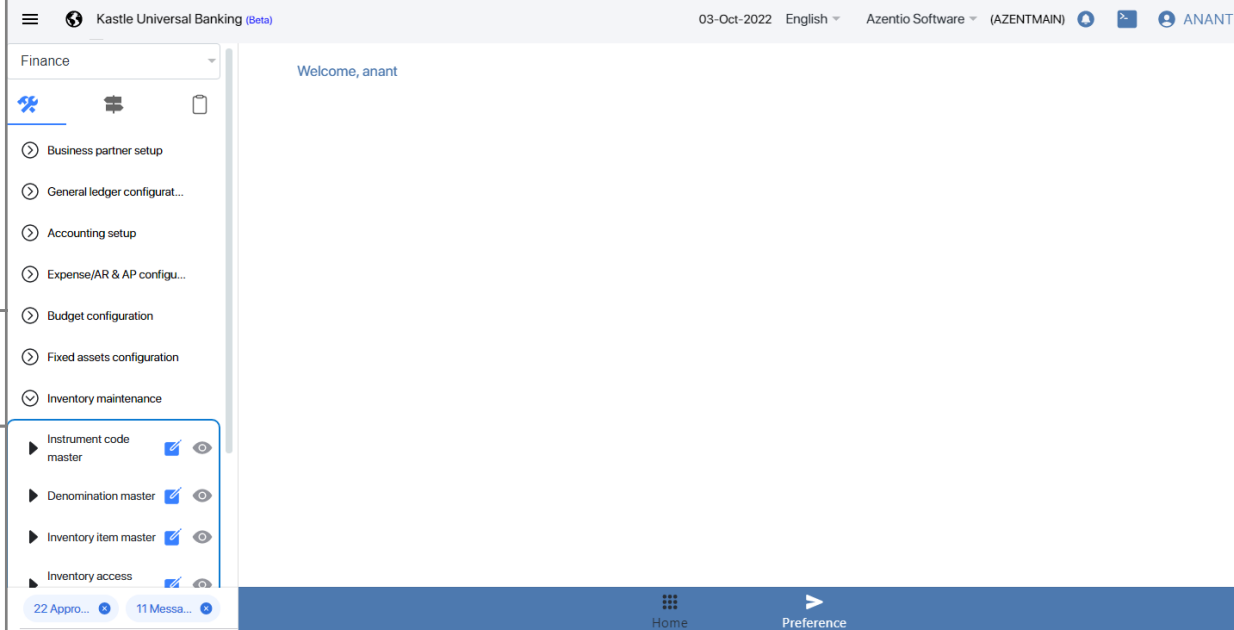 Kastle Universal Banking (Beta)
03-Oct-2022 English Azentio Software (AZENTMAIN) ANANT
Finance
Welcome, anant
Business partner setup
General ledger configurat...
Accounting setup
Expense/AR & AP configu...
Budget configuration
Fixed assets configuration
Inventory maintenance
Instrument code
master
Denomination master
Inventory item master
Inventory access
22 Appro... 11 Messa...
Home Preference